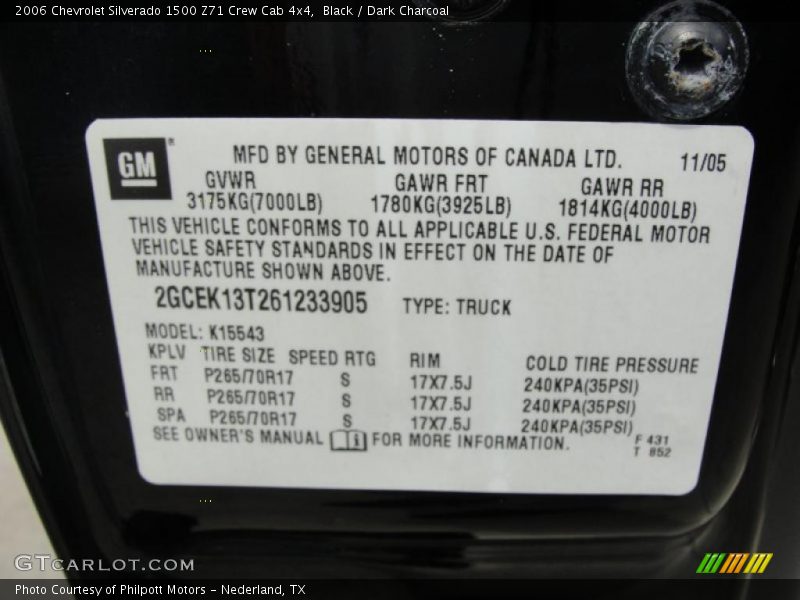 2006 Chevrolet Silverado 1500 Z71 Crew Cab 4x4, Black / Dark Charcoal
GM®
MFD BY GENERAL MOTORS OF CANADA LTD. 11/05
GVWR GAWR FRT GAWR RR
3175KG(7000LB) 1780KG(3925LB) 1814KG(4000LB)
THIS VEHICLE CONFORMS TO ALL APPLICABLE U.S. FEDERAL MOTOR
VEHICLE SAFETY STANDARDS IN EFFECT ON THE DATE OF
MANUFACTURE SHOWN ABOVE.
2GCEK13T261233905 TYPE: TRUCK
MODEL: K15543
KPLV TIRE SIZE SPEED RTG RIM COLD TIRE PRESSURE
FRT P265/70R17 S 17X7.5J 240KPA(35PSI)
RR P265/70R17 S 17X7.5J 240KPA(35PSI)
SPA P265/70R17 S 17X7.5J 240KPA(35PSI)
SEE OWNER'S MANUAL FOR MORE INFORMATION.
F 431
T 852
GTCARLOT.COM
Photo Courtesy of Philpott Motors - Nederland, TX